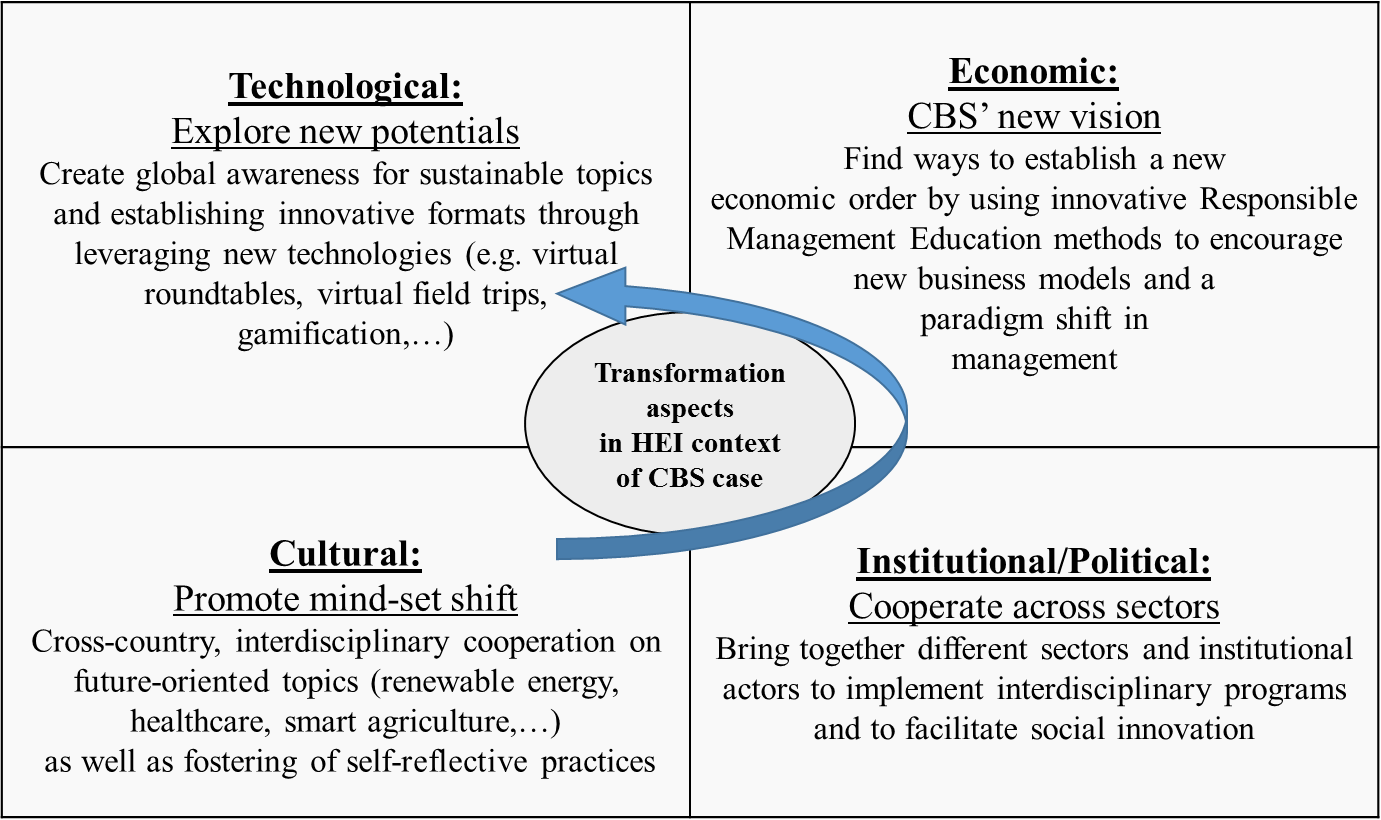 Technological:
Explore new potentials
Create global awareness for sustainable topics
and establishing innovative formats through
leveraging new technologies (e.g. virtual
roundtables, virtual field trips,
gamification,…)
Economic:
CBS’ new vision
Find ways to establish a new
economic order by using innovative Responsible
Management Education methods to encourage
new business models and a
paradigm shift in
management
Transformation
aspects
in HEI context
of CBS case
Cultural:
Promote mind-set shift
Cross-country, interdisciplinary cooperation on
future-oriented topics (renewable energy,
healthcare, smart agriculture,…)
as well as fostering of self-reflective practices
Institutional/Political:
Cooperate across sectors
Bring together different sectors and institutional
actors to implement interdisciplinary programs
and to facilitate social innovation